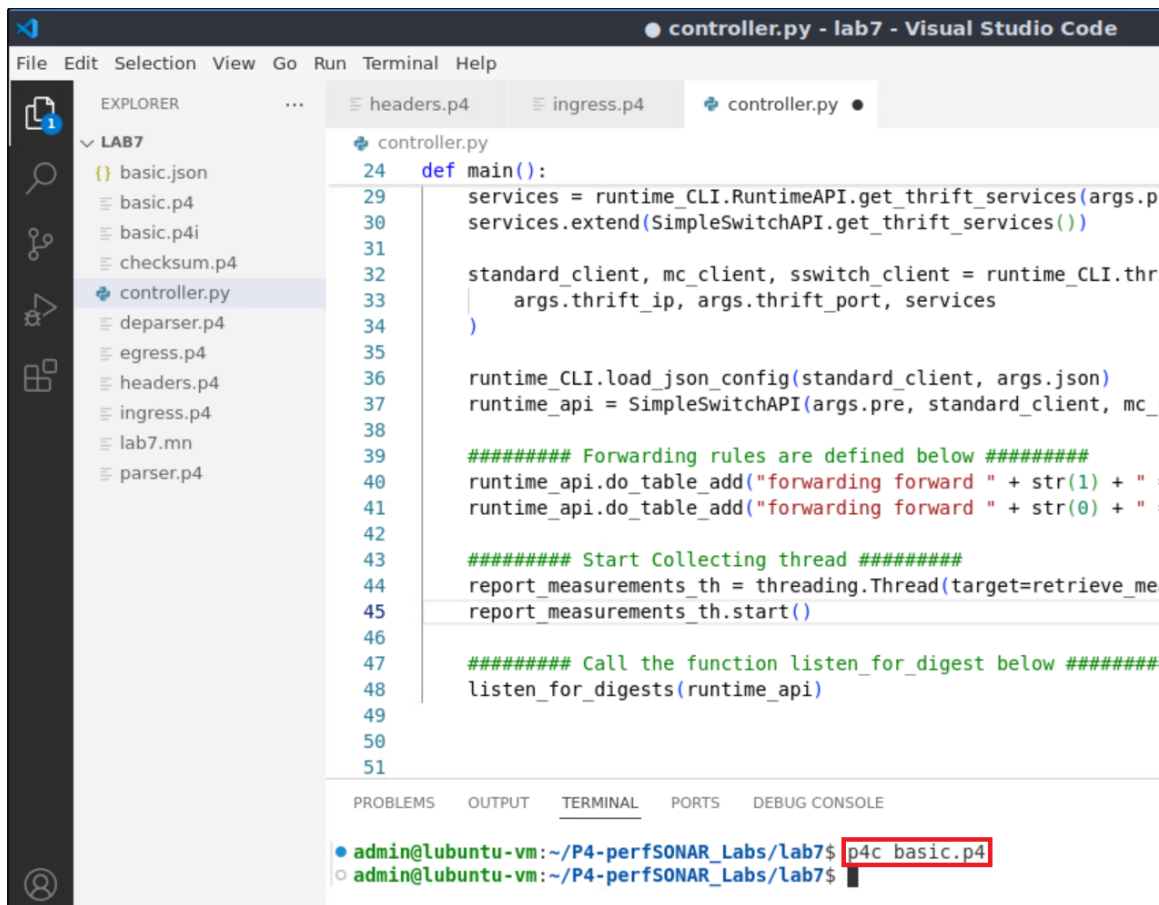 ● controller.py - lab7 - Visual Studio Code
File Edit Selection View Go Run Terminal Help
EXPLORER ... headers.p4 ingress.p4 controller.py ●
1
LAB7
controller.py
{} basic.json
basic.p4
basic.p4i
checksum.p4
controller.py
deparser.p4
egress.p4
headers.p4
ingress.p4
lab7.mn
parser.p4
24 def main():
29 services = runtime_CLI.RuntimeAPI.get_thrift_services(args.p
30 services.extend(SimpleSwitchAPI.get_thrift_services())
31
32 standard_client, mc_client, sswitch_client = runtime_CLI.thr
33 args.thrift_ip, args.thrift_port, services
34 )
35
36 runtime_CLI.load_json_config(standard_client, args.json)
37 runtime_api = SimpleSwitchAPI(args.pre, standard_client, mc_
38
39 ######### Forwarding rules are defined below #########
40 runtime_api.do_table_add("forwarding forward " + str(1) + "
41 runtime_api.do_table_add("forwarding forward " + str(0) + "
42
43 ######### Start Collecting thread #########
44 report_measurements_th = threading.Thread(target=retrieve_me
45 report_measurements_th.start()
46
47 ######### Call the function listen_for_digest below #########
48 listen_for_digests(runtime_api)
49
50
51
PROBLEMS OUTPUT TERMINAL PORTS DEBUG CONSOLE
admin@lubuntu-vm:~/P4-perfSONAR_Labs/lab7$ p4c basic.p4
admin@lubuntu-vm:~/P4-perfSONAR_Labs/lab7$